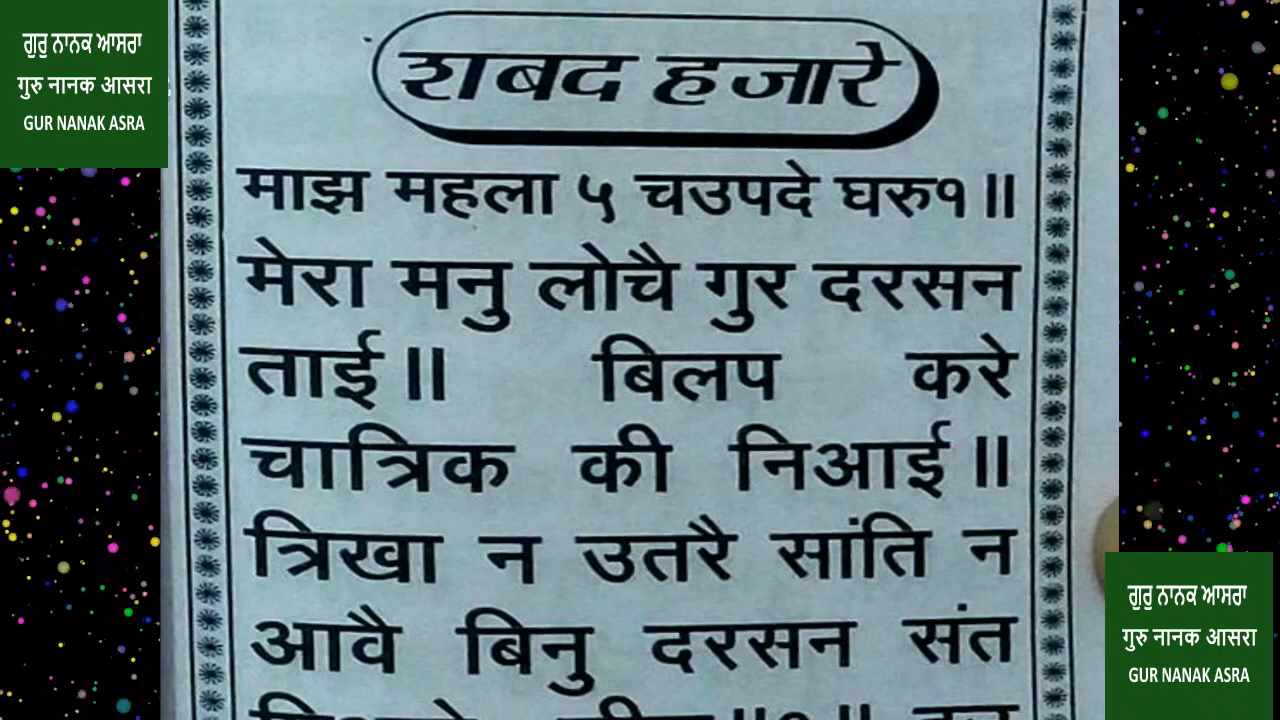 ਗੁਰੂ ਨਾਨਕ ਆਸਰਾ
गुरु नानक आसरा
GUR NANAK ASRA
शबद हजारे
माझ महला ५ चउपदे घरु१॥
मेरा मनु लोचै गुर दरसन
ताई॥ बिलप करे
चात्रिक की निआई॥
त्रिखा न उतरै सांति न
आवै बिनु दरसन संत
ਗੁਰੂ ਨਾਨਕ ਆਸਰਾ
गुरु नानक आसरा
GUR NANAK ASRA